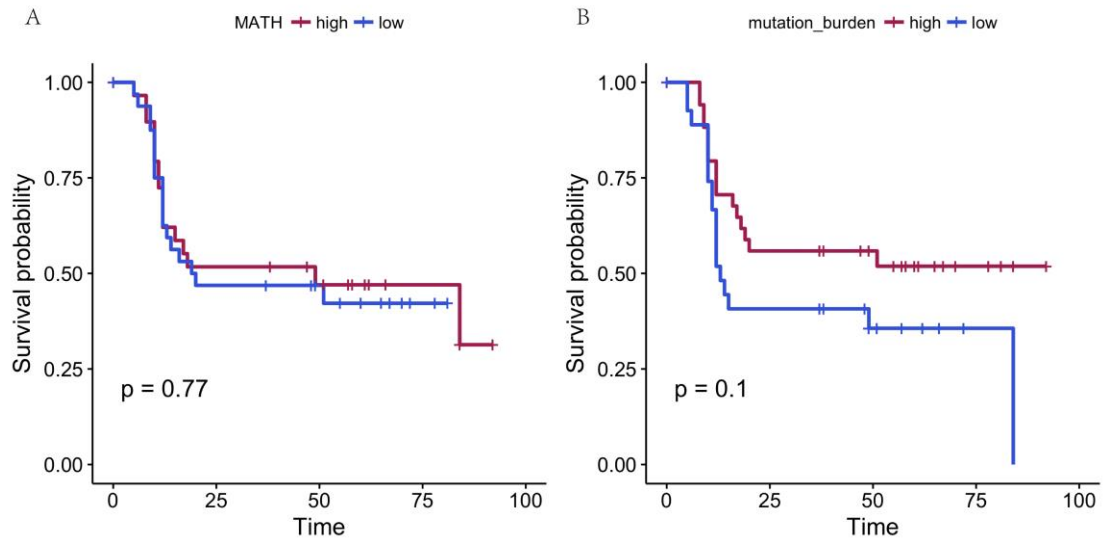 A
MATH high low
Survival probability
1.00
0.75
0.50
0.25
0.00
p = 0.77
0 25 50 75 100
Time
B
mutation_burden high low
Survival probability
1.00
0.75
0.50
0.25
0.00
p = 0.1
0 25 50 75 100
Time